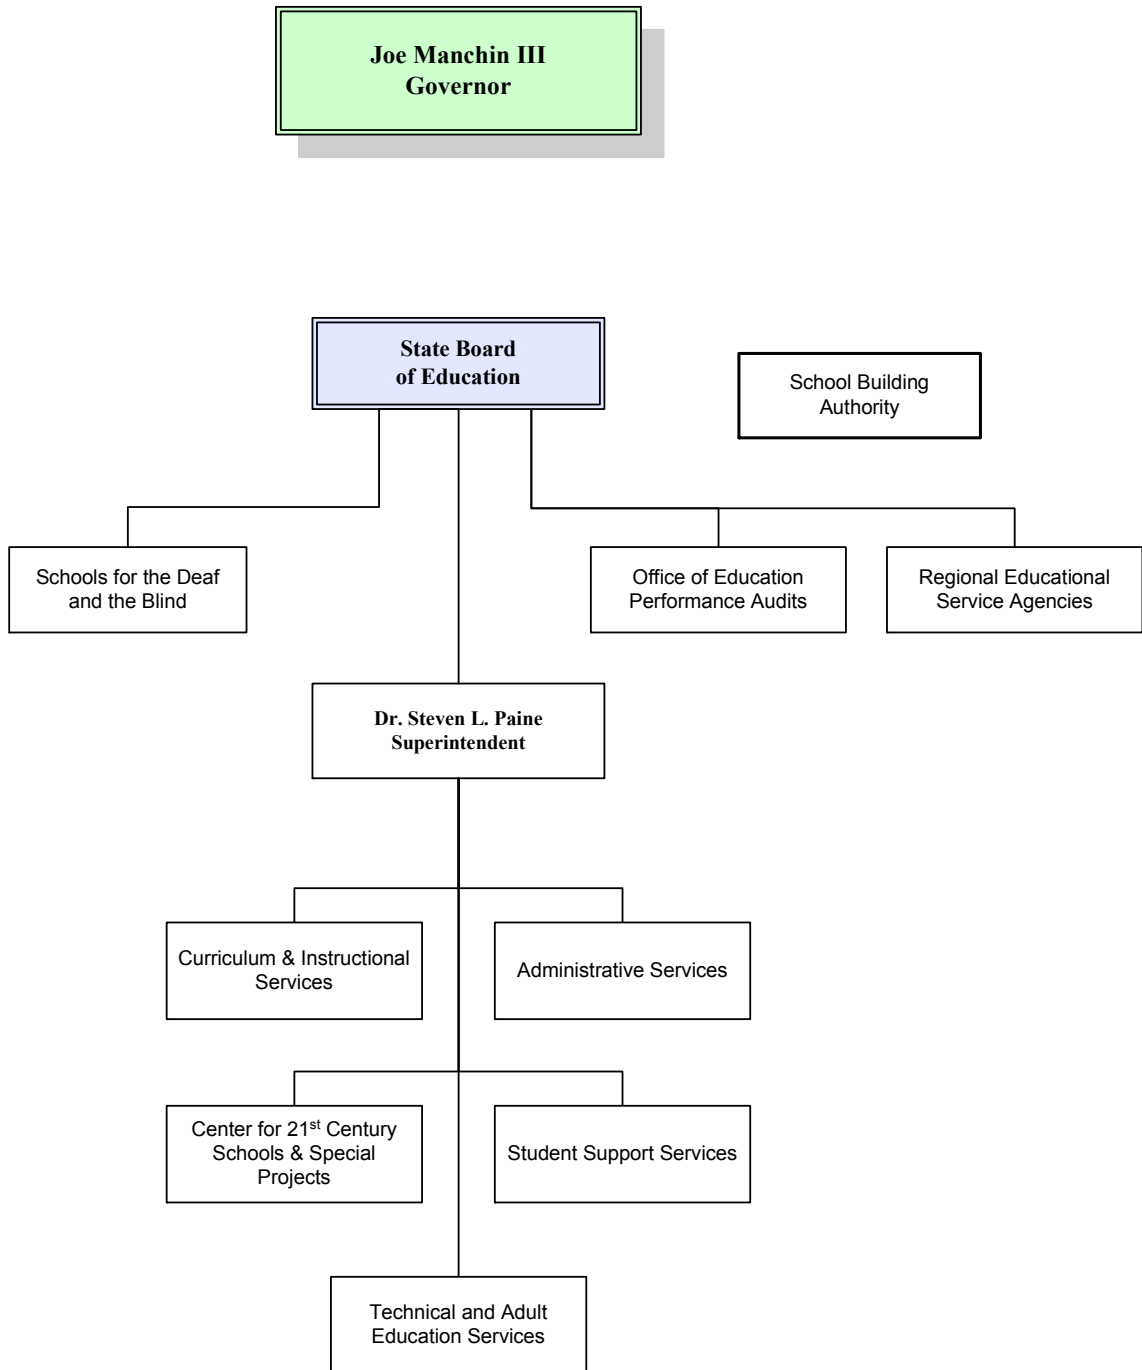 Joe Manchin III
Governor
State Board
of Education
School Building
Authority
Schools for the Deaf
and the Blind
Office of Education
Performance Audits
Regional Educational
Service Agencies
Dr. Steven L. Paine
Superintendent
Curriculum & Instructional
Services
Administrative Services
Center for 21st Century
Schools & Special
Projects
Student Support Services
Technical and Adult
Education Services